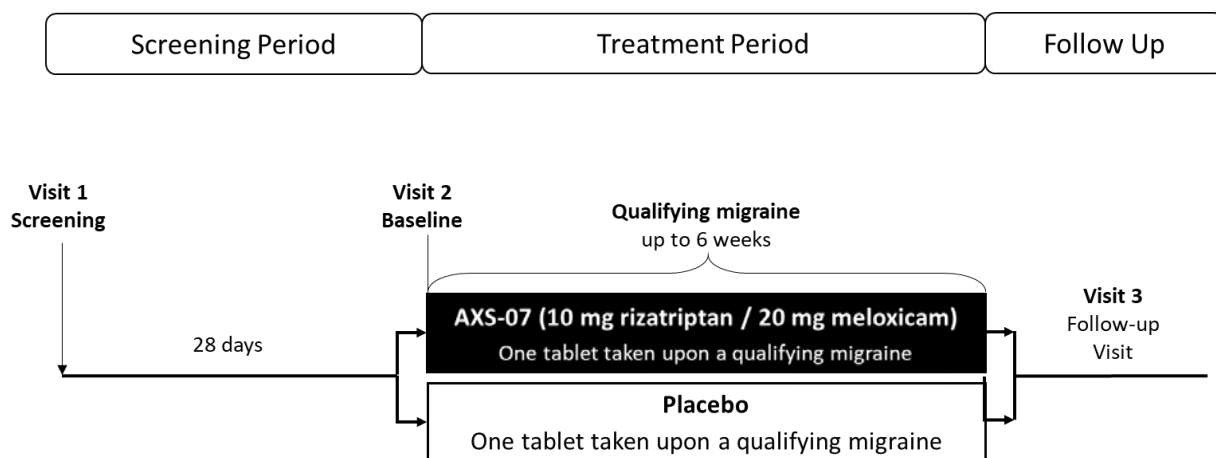 Screening Period
Treatment Period
Follow Up
Visit 1
Screening
Visit 2
Baseline
Qualifying migraine
up to 6 weeks
28 days
AXS-07 (10 mg rizatriptan / 20 mg meloxicam)
One tablet taken upon a qualifying migraine
Placebo
One tablet taken upon a qualifying migraine
Visit 3
Follow-up
Visit